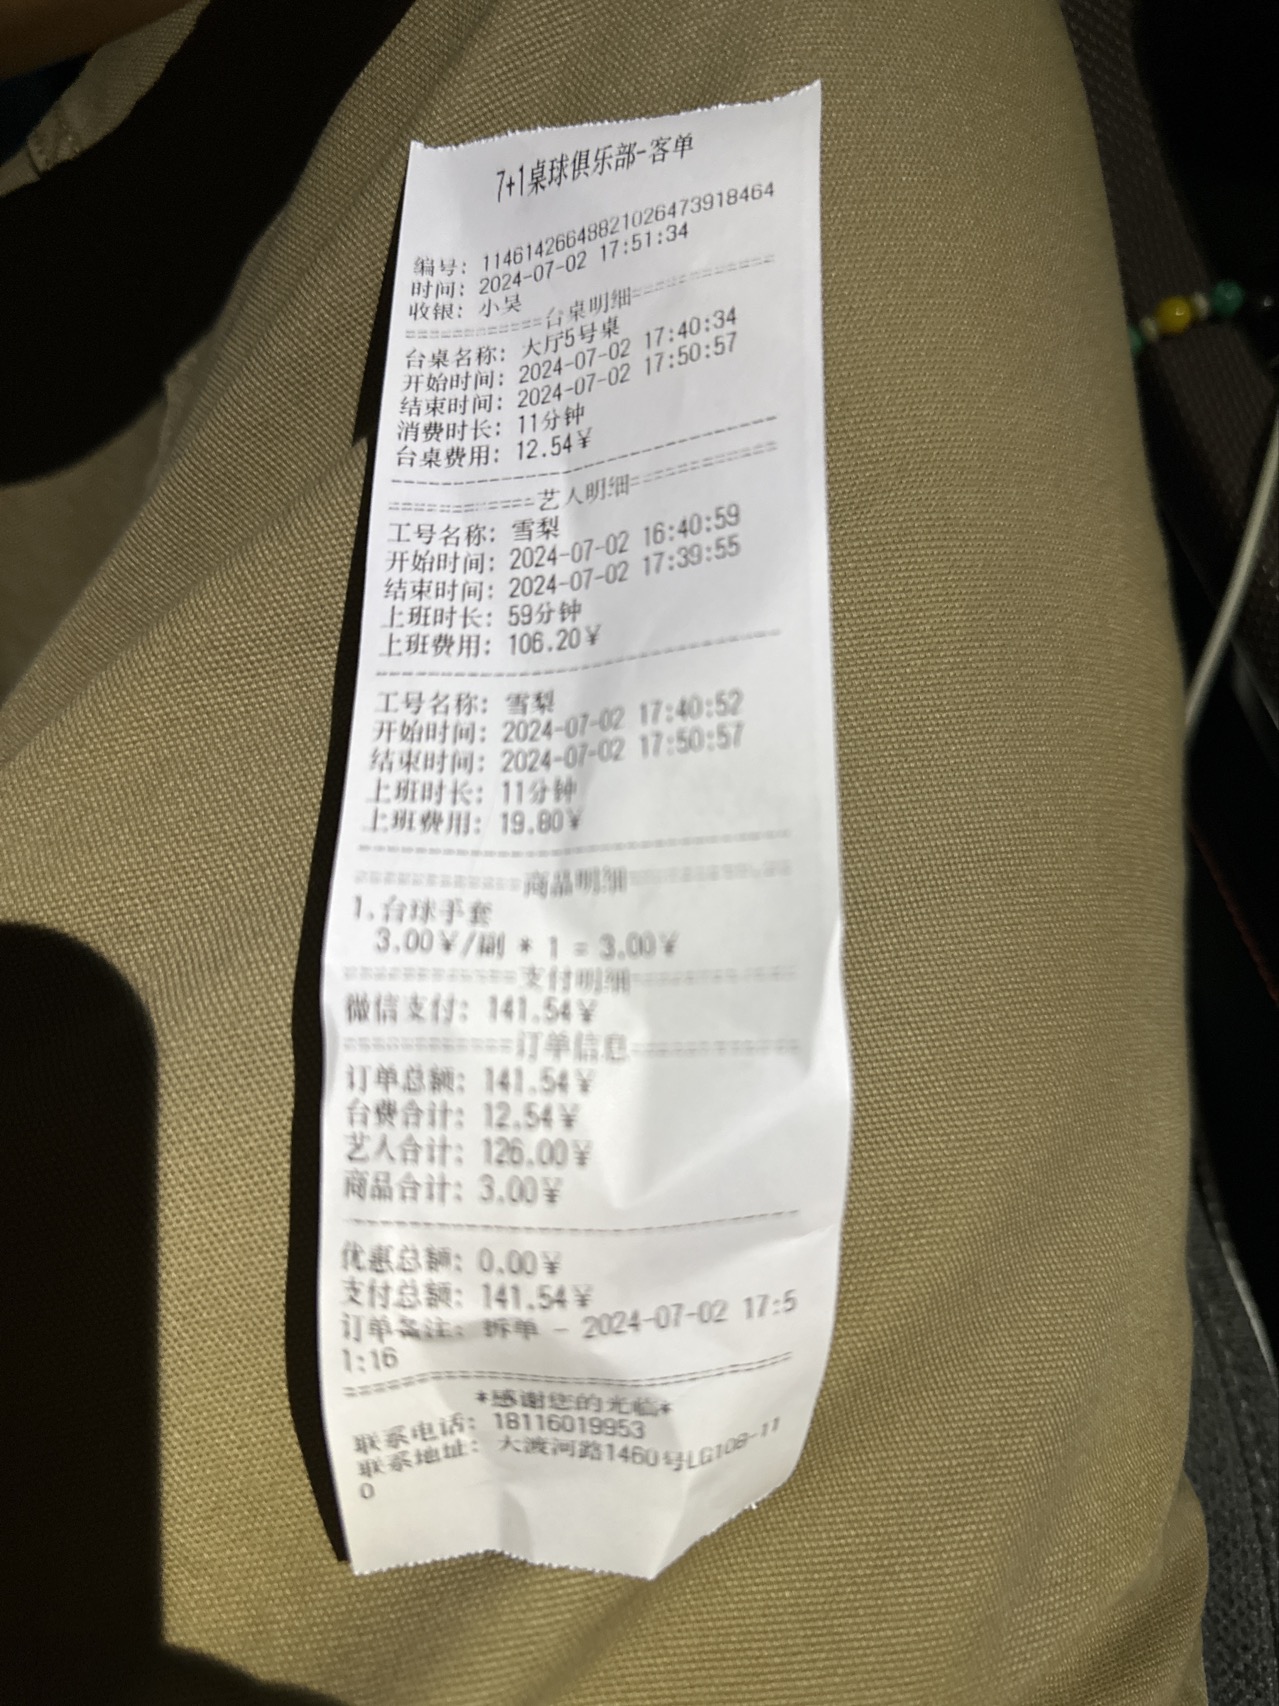 7+1桌球俱乐部-客单
编号: 11461426648821026473918464
时间: 2024-07-02 17:51:34
收银: 小吴
============台桌明细============
台桌名称: 大厅5号桌
开始时间: 2024-07-02 17:40:34
结束时间: 2024-07-02 17:50:57
消费时长: 11分钟
台桌费用: 12.54¥
--------------------------------
============艺人明细============
工号名称: 雪梨
开始时间: 2024-07-02 16:40:59
结束时间: 2024-07-02 17:39:55
上班时长: 59分钟
上班费用: 106.20¥
--------------------------------
工号名称: 雪梨
开始时间: 2024-07-02 17:40:52
结束时间: 2024-07-02 17:50:57
上班时长: 11分钟
上班费用: 19.80¥
--------------------------------
============商品明细============
1.台球手套
3.00¥/副 * 1 = 3.00¥
============支付明细============
微信支付: 141.54¥
============订单信息============
订单总额: 141.54¥
台费合计: 12.54¥
艺人合计: 126.00¥
商品合计: 3.00¥
--------------------------------
优惠总额: 0.00¥
支付总额: 141.54¥
订单备注: 拆单 - 2024-07-02 17:5
1:16
================================
*感谢您的光临*
联系电话: 18116019953
联系地址: 大渡河路1460号LG108-11
0